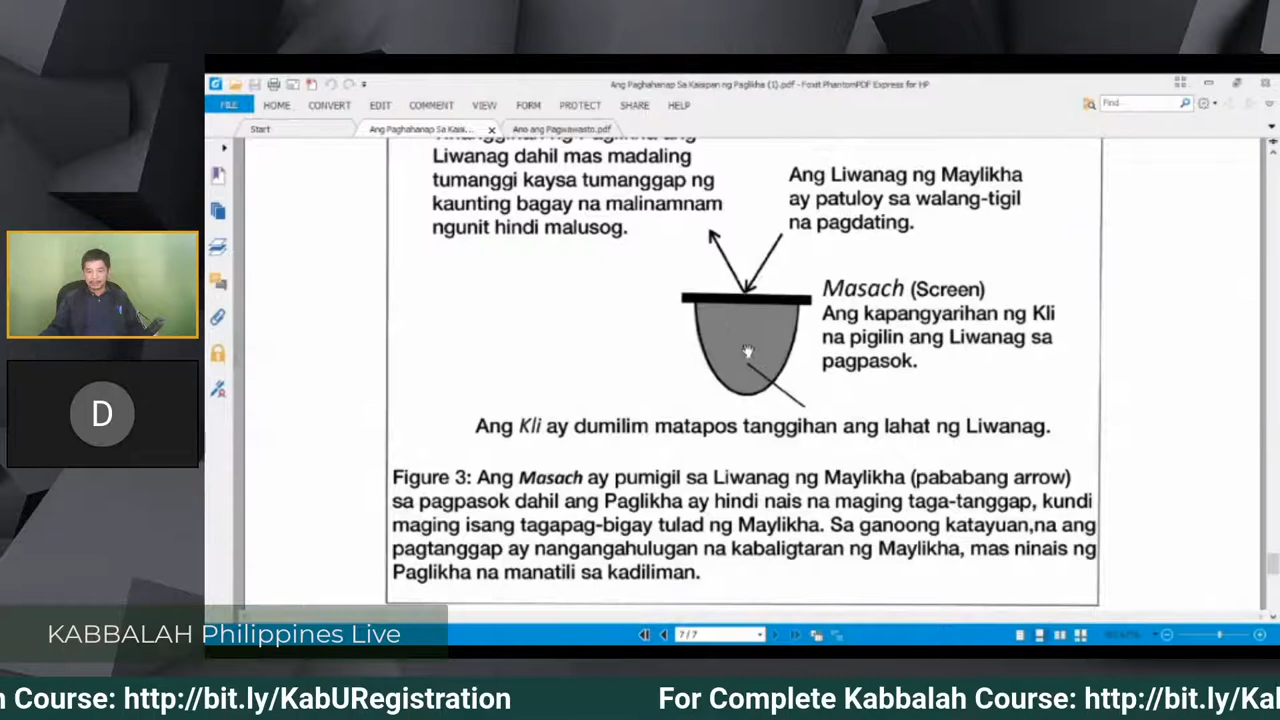 Ang Paghahanap Sa Kaisipan ng Paglikha (1).pdf - Foxit PhantomPDF Express for HP
FILE HOME CONVERT EDIT COMMENT VIEW FORM PROTECT SHARE HELP
Find
Start
Ang Paghahanap Sa Kaisi...
Ano ang Pagwawasto.pdf
Liwanag dahil mas madaling
tumanggi kaysa tumanggap ng
kaunting bagay na malinamnam
ngunit hindi malusog.
Ang Liwanag ng Maylikha
ay patuloy sa walang-tigil
na pagdating.
Masach (Screen)
Ang kapangyarihan ng Kli
na pigilin ang Liwanag sa
pagpasok.
Ang Kli ay dumilim matapos tanggihan ang lahat ng Liwanag.
Figure 3: Ang Masach ay pumigil sa Liwanag ng Maylikha (pababang arrow)
sa pagpasok dahil ang Paglikha ay hindi nais na maging taga-tanggap, kundi
maging isang tagapag-bigay tulad ng Maylikha. Sa ganoong katayuan,na ang
pagtanggap ay nangangahulugan na kabaligtaran ng Maylikha, mas ninais ng
Paglikha na manatili sa kadiliman.
7 / 7
D
KABBALAH Philippines Live
Course: http://bit.ly/KabURegistration
For Complete Kabbalah Course: http://bit.ly/Kab